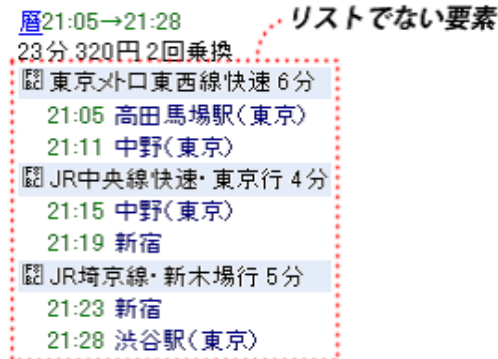 暦21:05→21:28
リストでない要素
23分 320円 2回乗換
駅 東京メトロ東西線快速 6分
21:05 高田馬場駅(東京)
21:11 中野(東京)
駅 JR中央線快速・東京行 4分
21:15 中野(東京)
21:19 新宿
駅 JR埼京線・新木場行 5分
21:23 新宿
21:28 渋谷駅(東京)